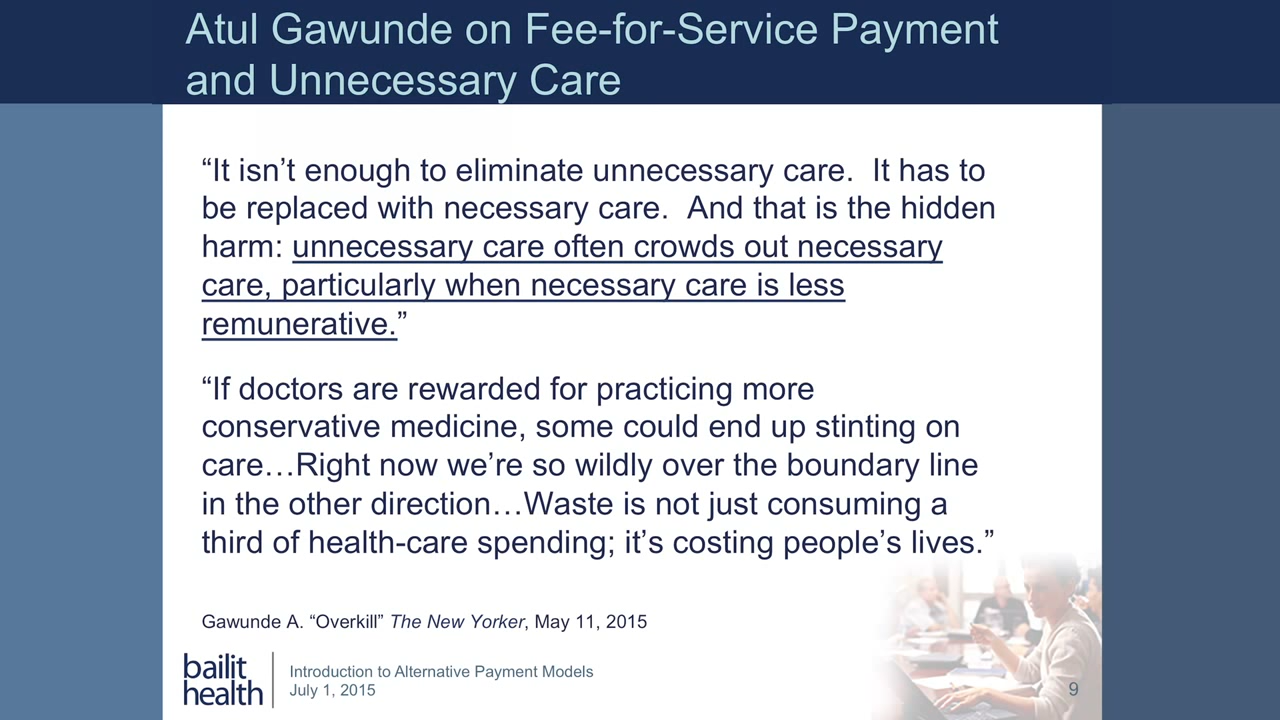 Atul Gawunde on Fee-for-Service Payment
and Unnecessary Care
“It isn’t enough to eliminate unnecessary care.  It has to
be replaced with necessary care.  And that is the hidden
harm: unnecessary care often crowds out necessary
care, particularly when necessary care is less
remunerative.”
“If doctors are rewarded for practicing more
conservative medicine, some could end up stinting on
care…Right now we’re so wildly over the boundary line
in the other direction…Waste is not just consuming a
third of health-care spending; it’s costing people’s lives.”
Gawunde A. “Overkill” The New Yorker, May 11, 2015
bailit
health
Introduction to Alternative Payment Models
July 1, 2015
9